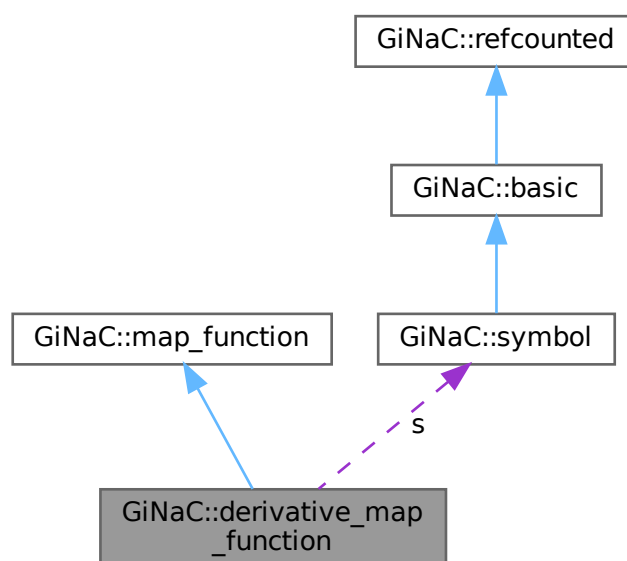 GiNaC::refcounted
GiNaC::basic
GiNaC::map_function
GiNaC::symbol
s
GiNaC::derivative_map
_function